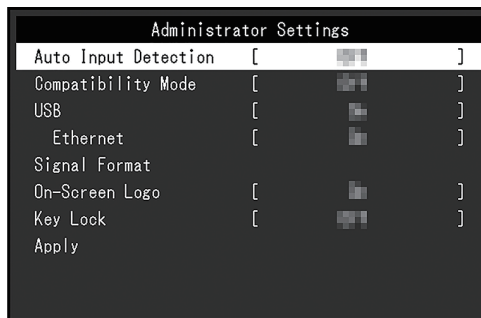 Administrator Settings
Auto Input Detection [ ]
Compatibility Mode [ ]
USB [ ]
Ethernet [ ]
Signal Format
On-Screen Logo [ ]
Key Lock [ ]
Apply